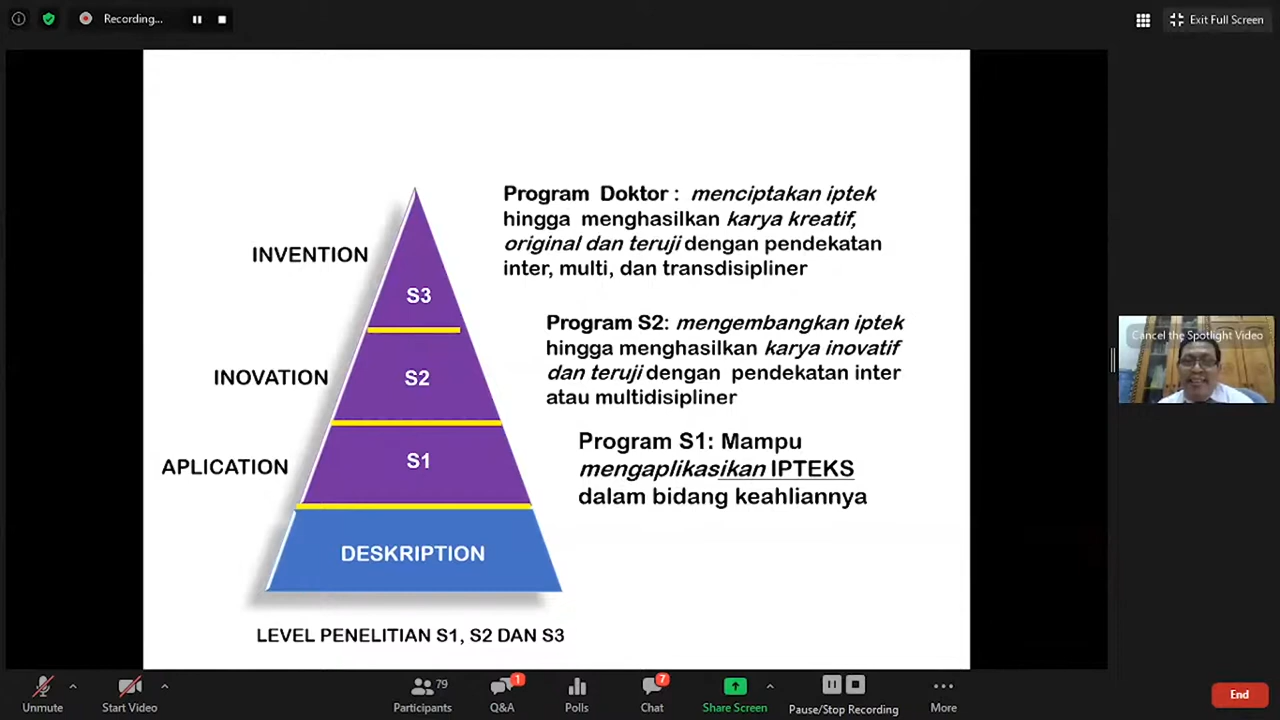 Recording...
Exit Full Screen
Program Doktor : menciptakan iptek
hingga menghasilkan karya kreatif,
original dan teruji dengan pendekatan
inter, multi, dan transdisipliner
INVENTION
S3
Program S2: mengembangkan iptek
hingga menghasilkan karya inovatif
dan teruji dengan pendekatan inter
atau multidisipliner
INOVATION
S2
Program S1: Mampu
mengaplikasikan IPTEKS
dalam bidang keahliannya
APLICATION
S1
DESKRIPTION
LEVEL PENELITIAN S1, S2 DAN S3
Cancel the Spotlight Video
Unmute
Start Video
79
Participants
1
Q&A
Polls
7
Chat
Share Screen
Pause/Stop Recording
More
End